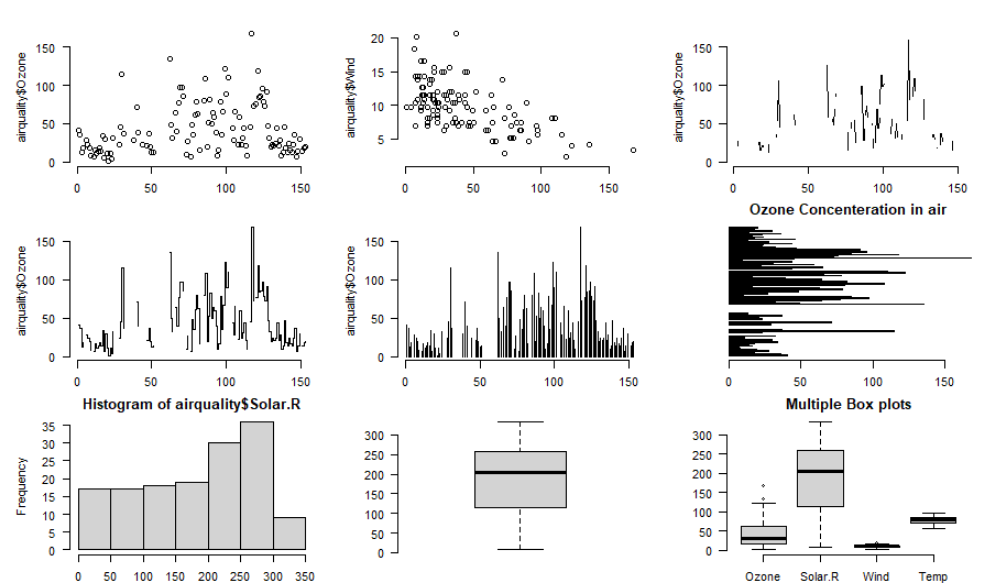 airquality$Ozone
150
100
50
0
0 50 100 150
airquality$Wind
20
15
10
5
0 50 100 150
airquality$Ozone
150
100
50
0
0 50 100 150
airquality$Ozone
150
100
50
0
0 50 100 150
airquality$Ozone
150
100
50
0
0 50 100 150
Ozone Concenteration in air
0 50 100 150
Histogram of airquality$Solar.R
Frequency
35
30
25
20
15
10
5
0
0 50 100 150 200 250 300 350
300
250
200
150
100
50
0
Multiple Box plots
300
250
200
150
100
50
0
Ozone Solar.R Wind Temp